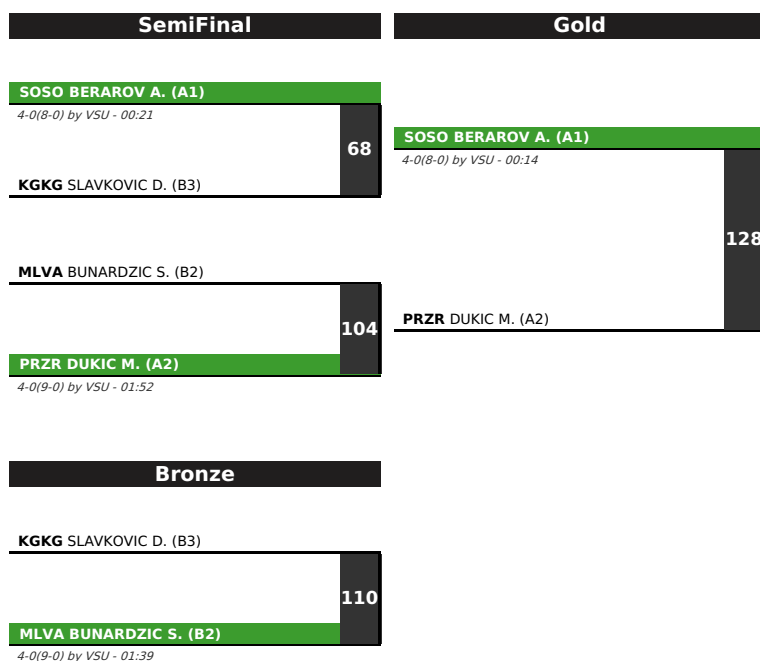 SemiFinal
SOSO BERAROV A. (A1)
4-0(8-0) by VSU - 00:21
68
KGKG SLAVKOVIC D. (B3)
MLVA BUNARDZIC S. (B2)
104
PRZR DUKIC M. (A2)
4-0(9-0) by VSU - 01:52
Gold
SOSO BERAROV A. (A1)
4-0(8-0) by VSU - 00:14
128
PRZR DUKIC M. (A2)
Bronze
KGKG SLAVKOVIC D. (B3)
110
MLVA BUNARDZIC S. (B2)
4-0(9-0) by VSU - 01:39